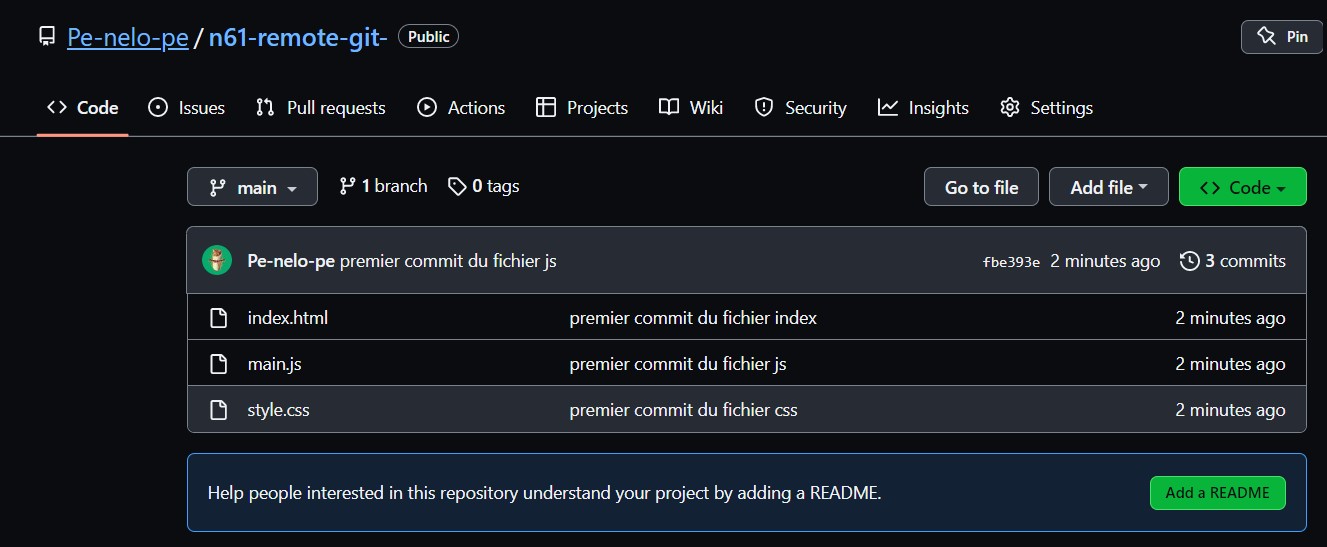 Pe-nelo-pe / n61-remote-git- Public Pin
Code Issues Pull requests Actions Projects Wiki Security Insights Settings
main 1 branch 0 tags Go to file Add file Code
Pe-nelo-pe premier commit du fichier js fbe393e 2 minutes ago 3 commits
index.html premier commit du fichier index 2 minutes ago
main.js premier commit du fichier js 2 minutes ago
style.css premier commit du fichier css 2 minutes ago
Help people interested in this repository understand your project by adding a README. Add a README